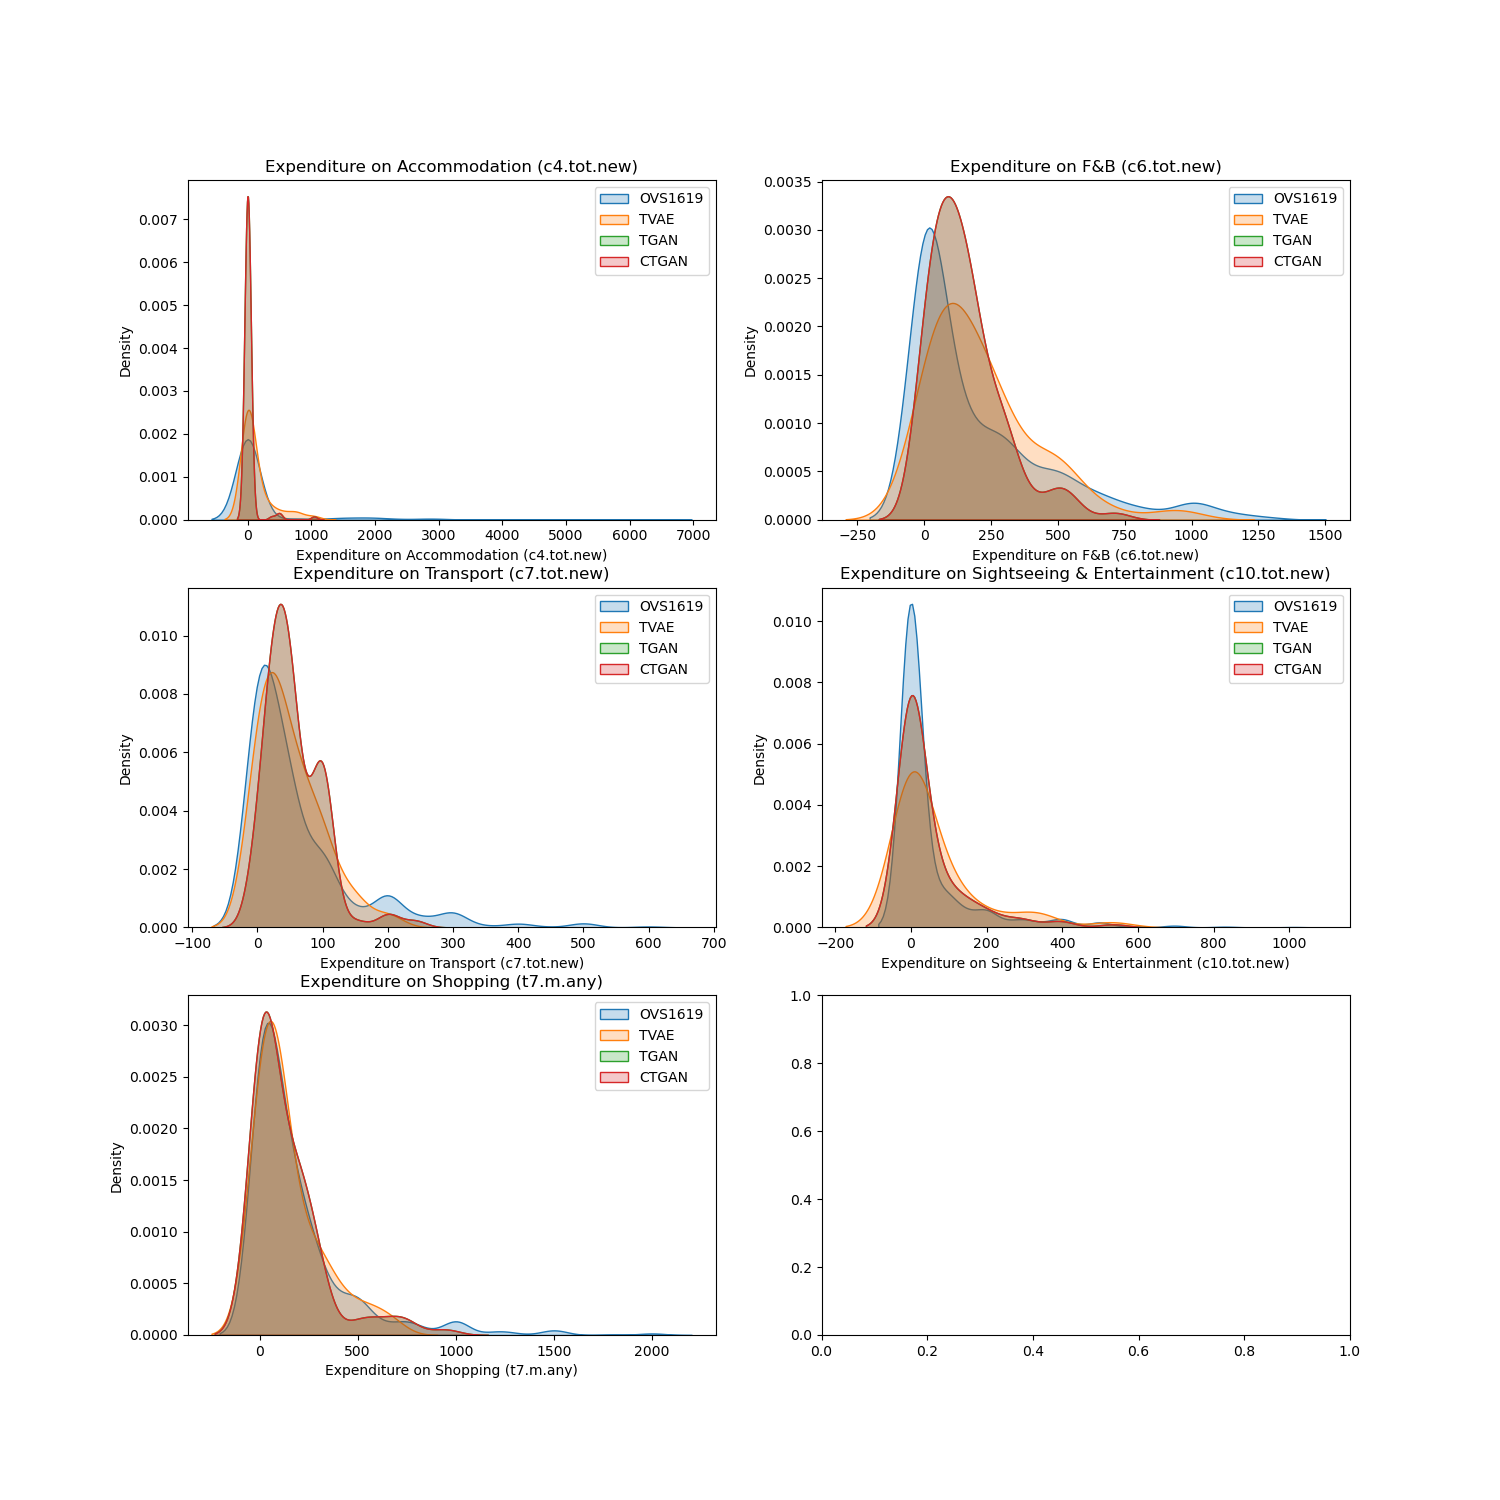 Expenditure on Accommodation (c4.tot.new)
Density
0.007
0.006
0.005
0.004
0.003
0.002
0.001
0.000
OVS1619
TVAE
TGAN
CTGAN
0 1000 2000 3000 4000 5000 6000 7000
Expenditure on Accommodation (c4.tot.new)
Expenditure on F&B (c6.tot.new)
Density
0.0035
0.0030
0.0025
0.0020
0.0015
0.0010
0.0005
0.0000
OVS1619
TVAE
TGAN
CTGAN
−250 0 250 500 750 1000 1250 1500
Expenditure on F&B (c6.tot.new)
Expenditure on Transport (c7.tot.new)
Density
0.010
0.008
0.006
0.004
0.002
0.000
OVS1619
TVAE
TGAN
CTGAN
−100 0 100 200 300 400 500 600 700
Expenditure on Transport (c7.tot.new)
Expenditure on Sightseeing & Entertainment (c10.tot.new)
Density
0.010
0.008
0.006
0.004
0.002
0.000
OVS1619
TVAE
TGAN
CTGAN
−200 0 200 400 600 800 1000
Expenditure on Sightseeing & Entertainment (c10.tot.new)
Expenditure on Shopping (t7.m.any)
Density
0.0030
0.0025
0.0020
0.0015
0.0010
0.0005
0.0000
OVS1619
TVAE
TGAN
CTGAN
0 500 1000 1500 2000
Expenditure on Shopping (t7.m.any)
1.0
0.8
0.6
0.4
0.2
0.0
0.0 0.2 0.4 0.6 0.8 1.0